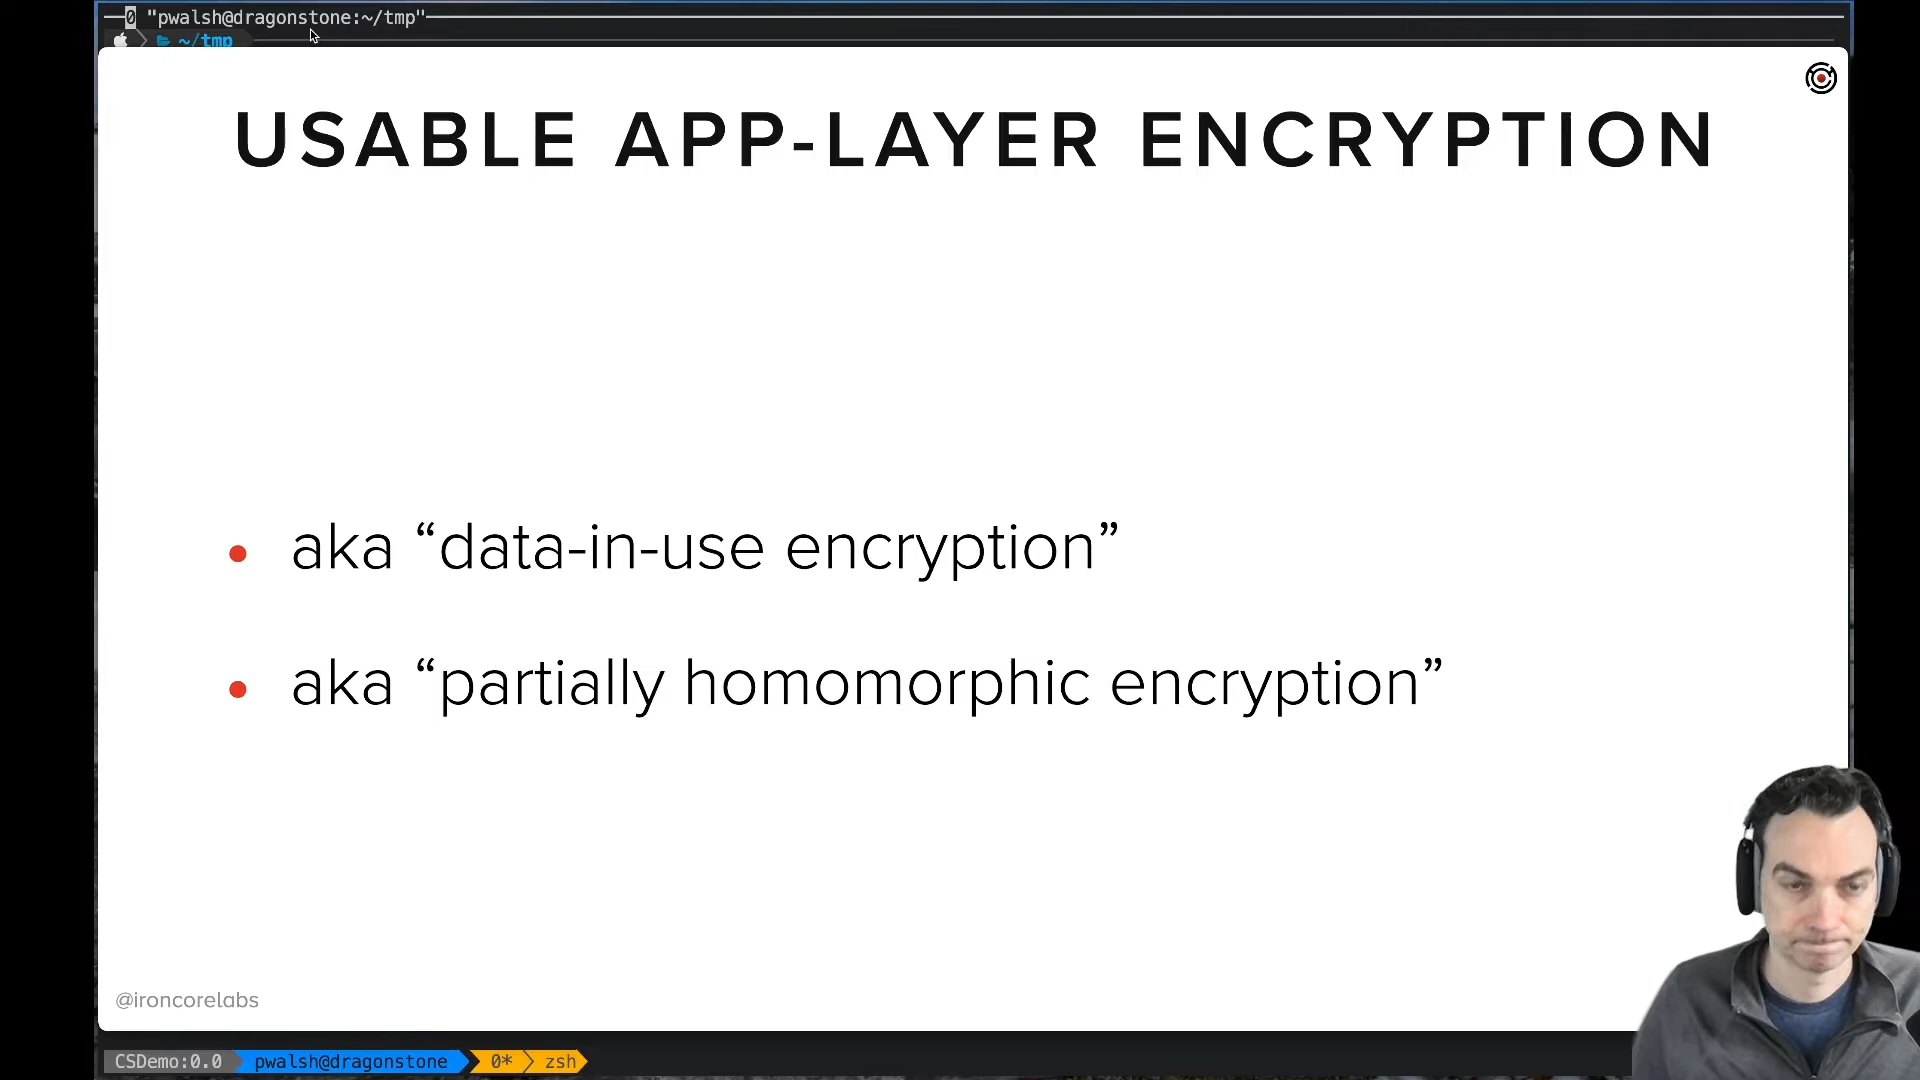 0 "pwalsh@dragonstone:~/tmp"
~/tmp
USABLE APP-LAYER ENCRYPTION
• aka “data-in-use encryption”
• aka “partially homomorphic encryption”
@ironcorelabs
CSDemo:0.0 pwalsh@dragonstone 0* zsh